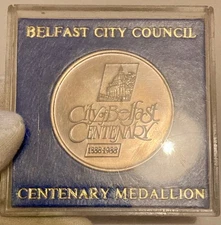 BELFAST CITY COUNCIL
City of Belfast
CENTENARY
1888-1988
CENTENARY MEDALLION